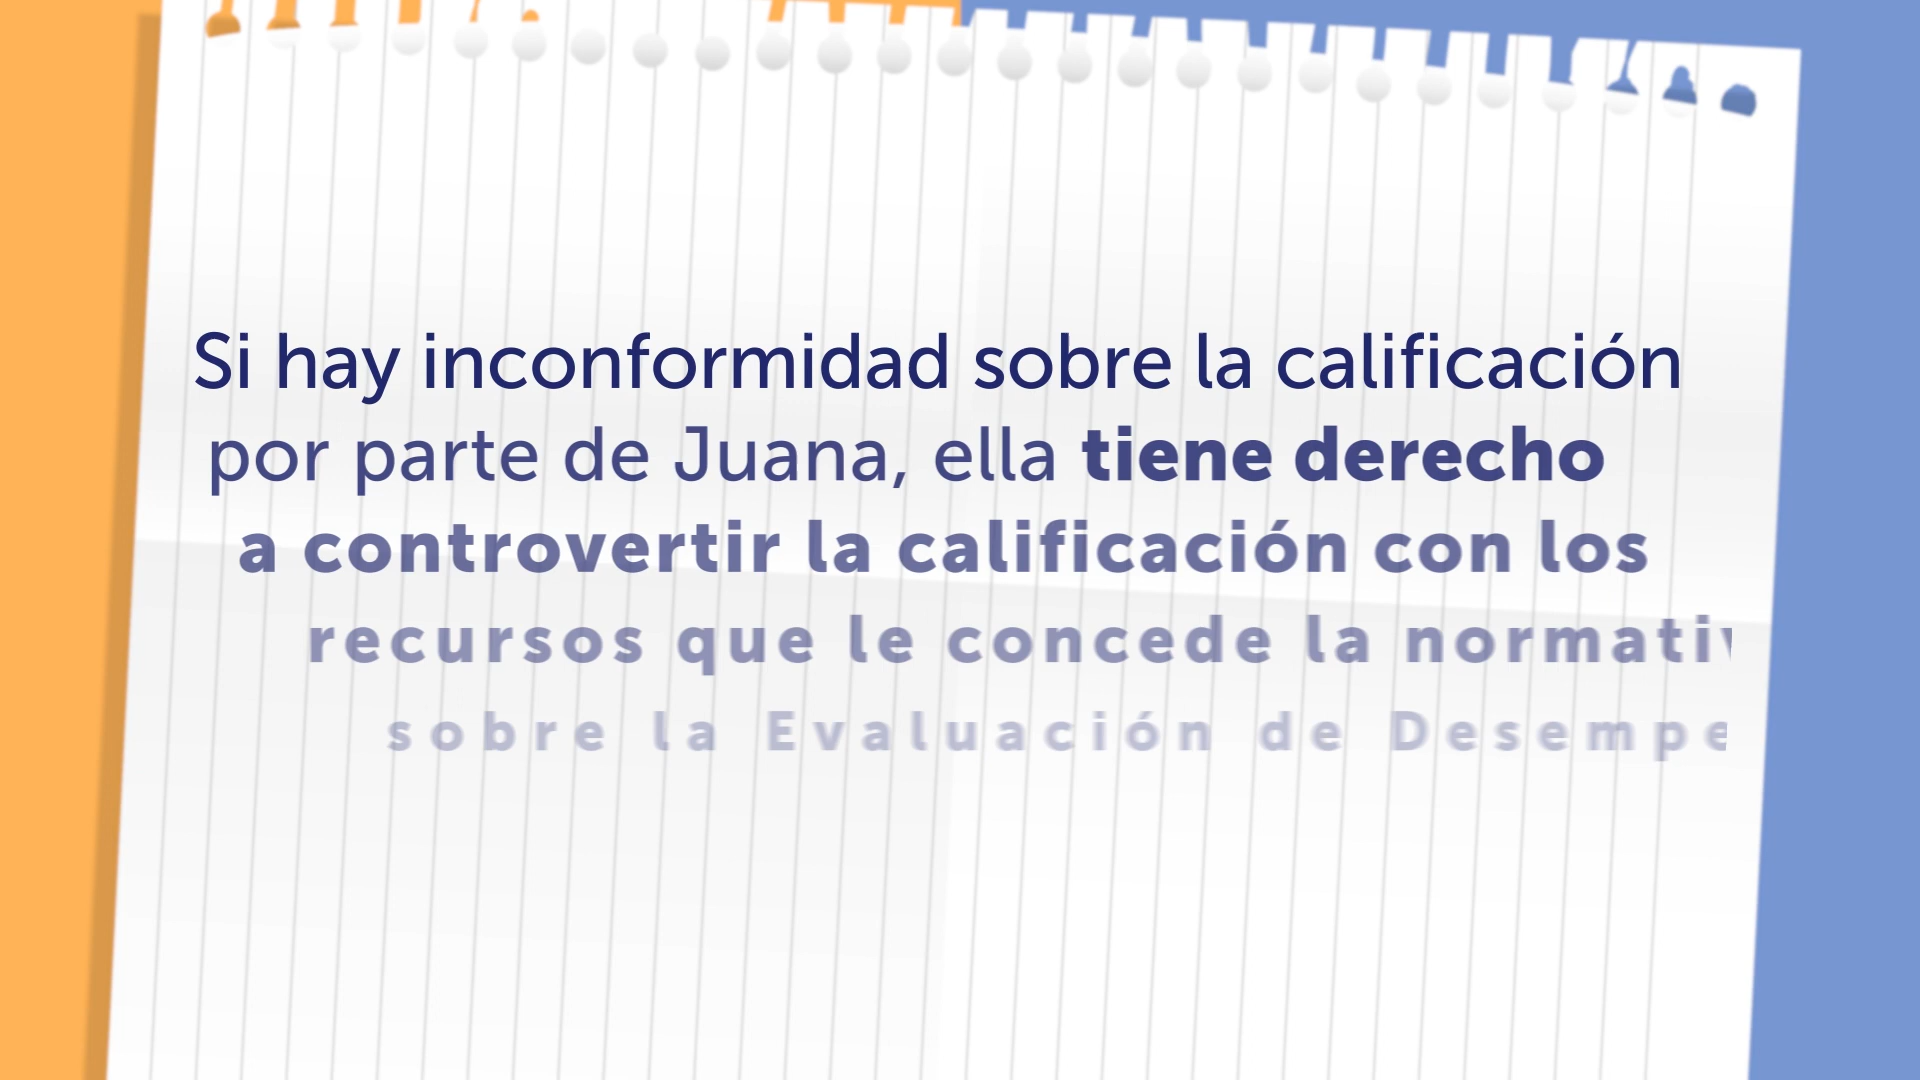 Si hay inconformidad sobre la calificación
por parte de Juana, ella tiene derecho
a controvertir la calificación con los
recursos que le concede la normativ
sobre la Evaluación de Desempe